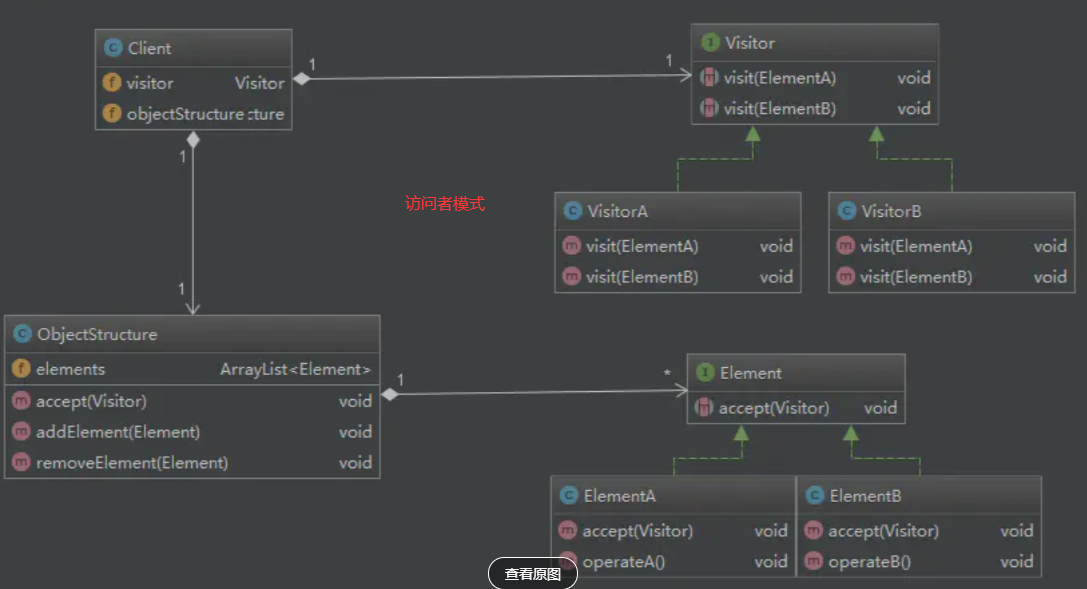 Client
visitor Visitor
objectStructure cture
1
1
Visitor
visit(ElementA) void
visit(ElementB) void
1
访问者模式
VisitorA
visit(ElementA) void
visit(ElementB) void
VisitorB
visit(ElementA) void
visit(ElementB) void
1
ObjectStructure
elements ArrayList<Element>
accept(Visitor) void
addElement(Element) void
removeElement(Element) void
1
*
Element
accept(Visitor) void
ElementA
accept(Visitor) void
operateA() void
ElementB
accept(Visitor) void
operateB() void
查看原图